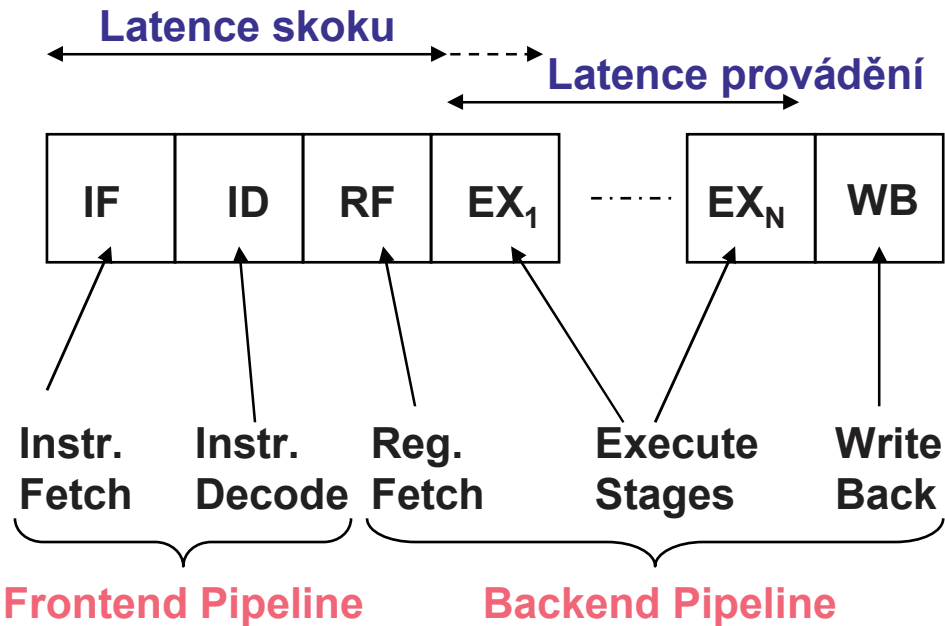 Latence skoku
Latence provádění
IF ID RF EX₁ EX_N WB
Instr. Instr. Reg. Execute Write
Fetch Decode Fetch Stages Back
Frontend Pipeline Backend Pipeline